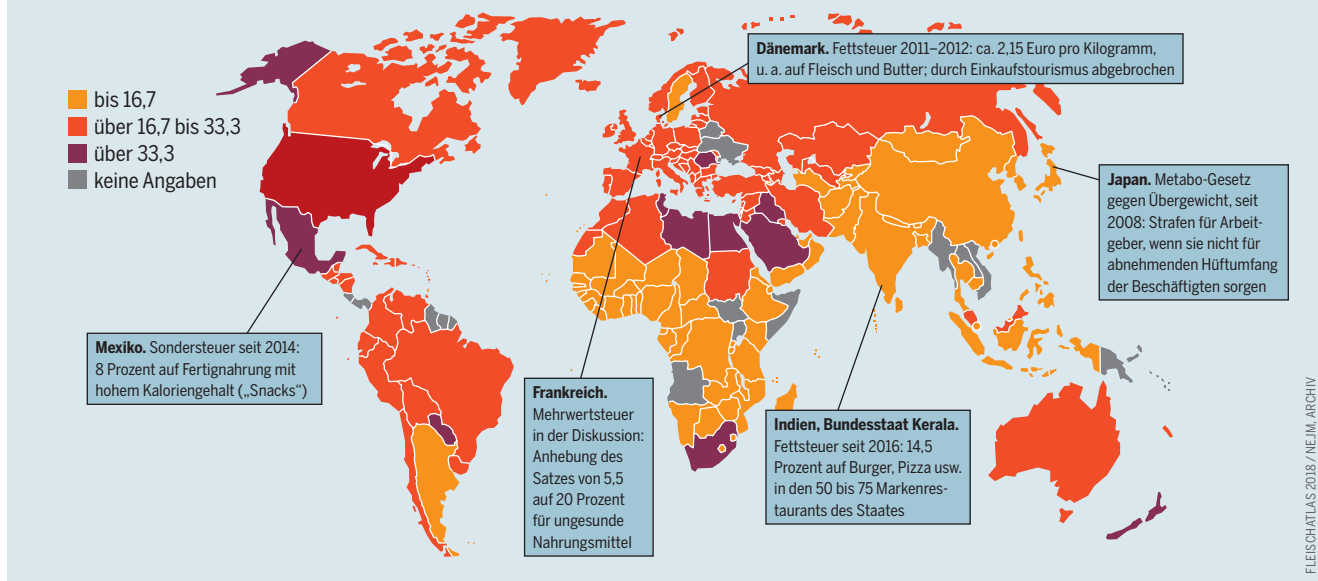 bis 16,7
über 16,7 bis 33,3
über 33,3
keine Angaben
Dänemark. Fettsteuer 2011–2012: ca. 2,15 Euro pro Kilogramm,
u. a. auf Fleisch und Butter; durch Einkaufstourismus abgebrochen
Japan. Metabo-Gesetz
gegen Übergewicht, seit
2008: Strafen für Arbeit-
geber, wenn sie nicht für
abnehmenden Hüftumfang
der Beschäftigten sorgen
Mexiko. Sondersteuer seit 2014:
8 Prozent auf Fertignahrung mit
hohem Kaloriengehalt („Snacks“)
Frankreich.
Mehrwertsteuer
in der Diskussion:
Anhebung des
Satzes von 5,5
auf 20 Prozent
für ungesunde
Nahrungsmittel
Indien, Bundesstaat Kerala.
Fettsteuer seit 2016: 14,5
Prozent auf Burger, Pizza usw.
in den 50 bis 75 Markenres-
taurants des Staates
FLEISCHATLAS 2018 / NEJM, ARCHIV